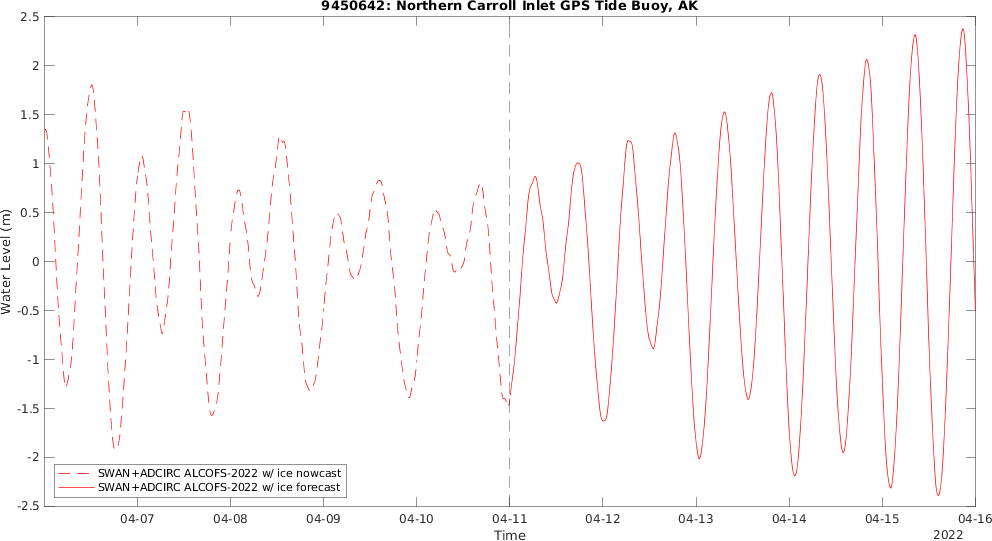 9450642: Northern Carroll Inlet GPS Tide Buoy, AK
2.5
2
1.5
1
0.5
0
-0.5
-1
-1.5
-2
-2.5
Water Level (m)
SWAN+ADCIRC ALCOFS-2022 w/ ice nowcast
SWAN+ADCIRC ALCOFS-2022 w/ ice forecast
04-07 04-08 04-09 04-10 04-11 04-12 04-13 04-14 04-15 04-16
Time
2022